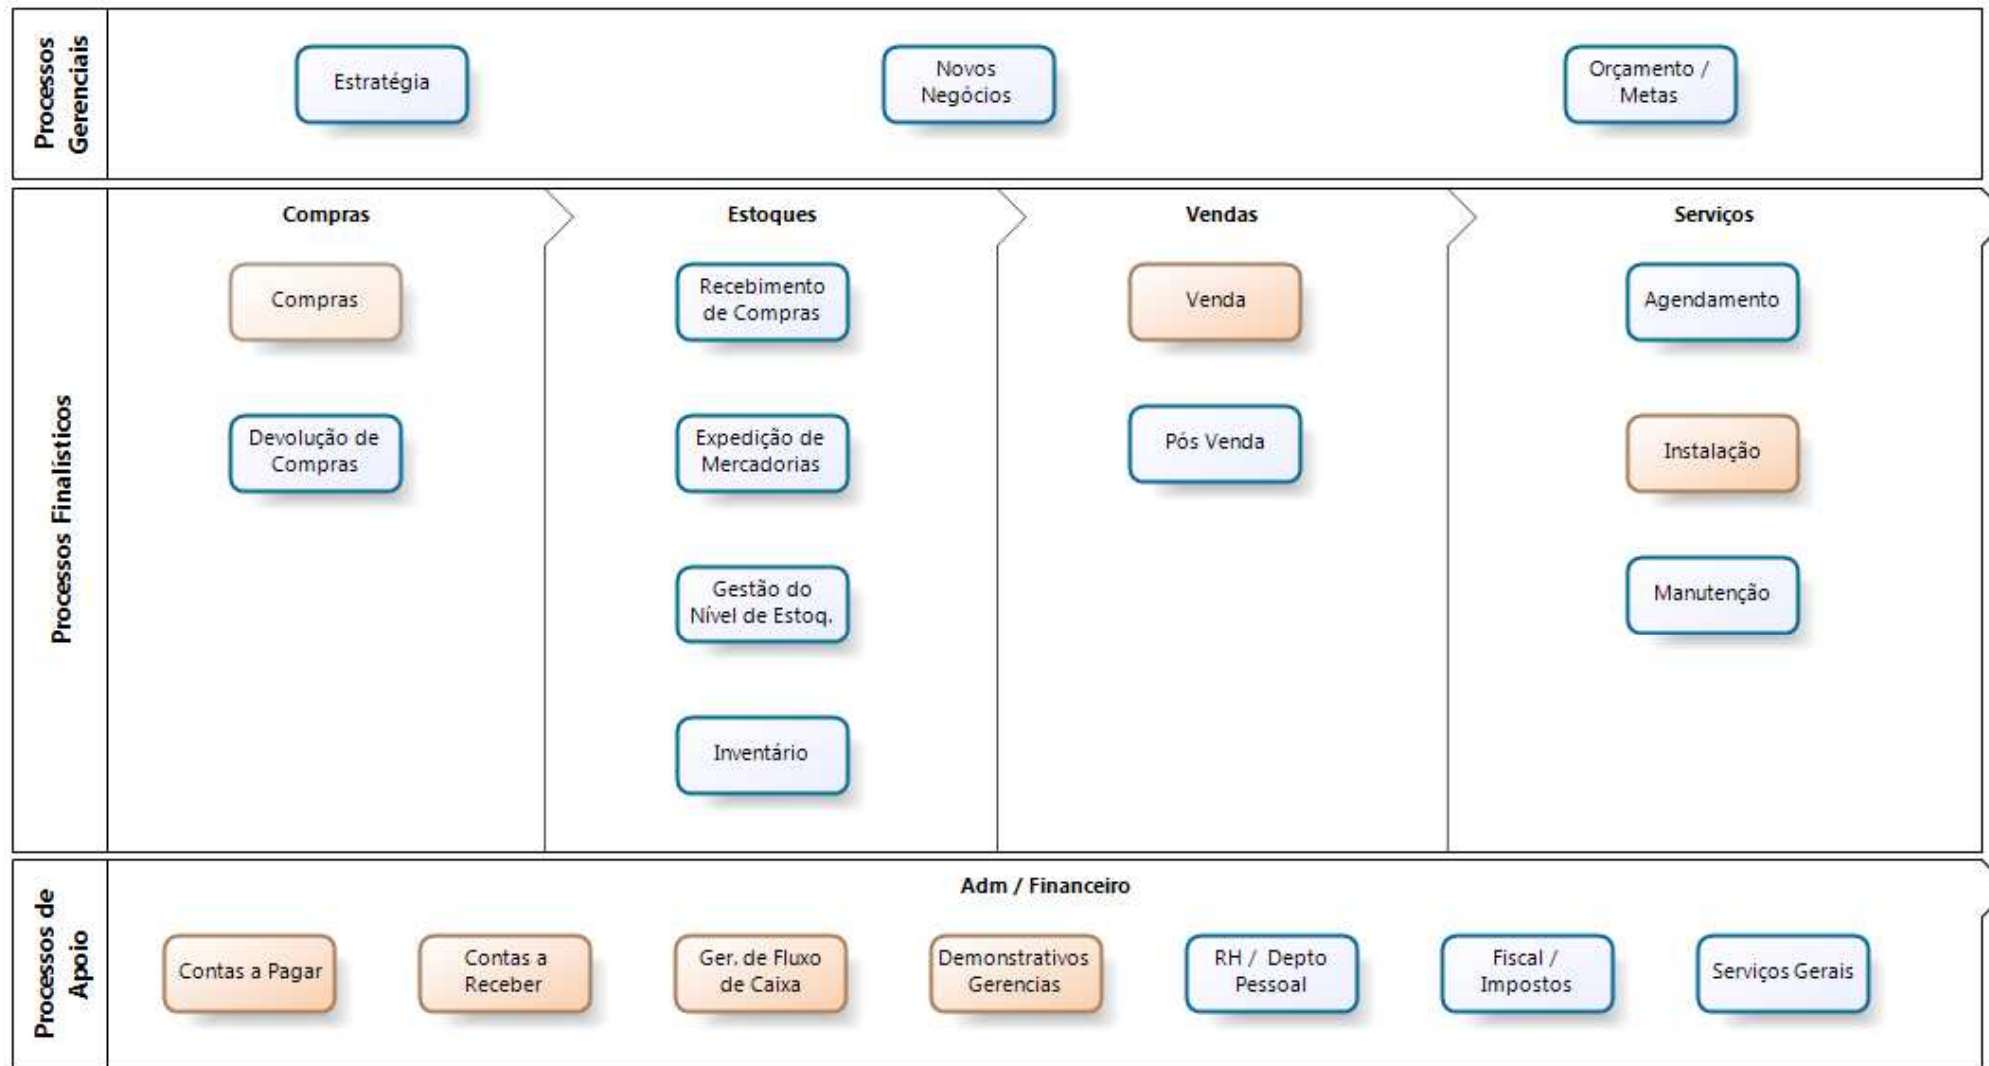 Processos
Gerenciais
Estratégia
Novos
Negócios
Orçamento /
Metas
Processos Finalísticos
Compras
Estoques
Vendas
Serviços
Compras
Recebimento
de Compras
Venda
Agendamento
Devolução de
Compras
Expedição de
Mercadorias
Pós Venda
Instalação
Gestão do
Nível de Estoq.
Manutenção
Inventário
Processos de
Apoio
Adm / Financeiro
Contas a Pagar
Contas a
Receber
Ger. de Fluxo
de Caixa
Demonstrativos
Gerencias
RH / Depto
Pessoal
Fiscal /
Impostos
Serviços Gerais